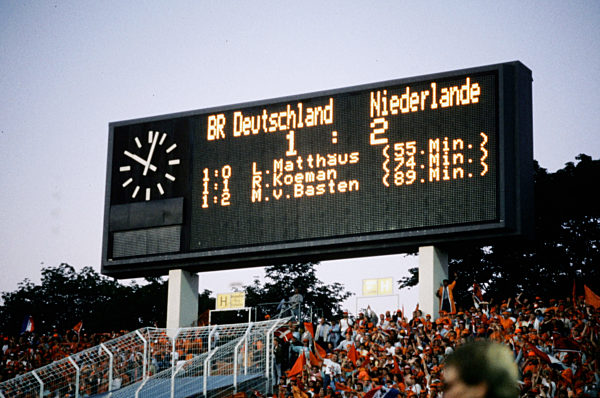 BR Deutschland Niederlande
1 : 2
1:0 L.Matthäus (55.Min.)
1:1 R.Koeman (74.Min.)
1:2 M.v.Basten (89.Min.)
H